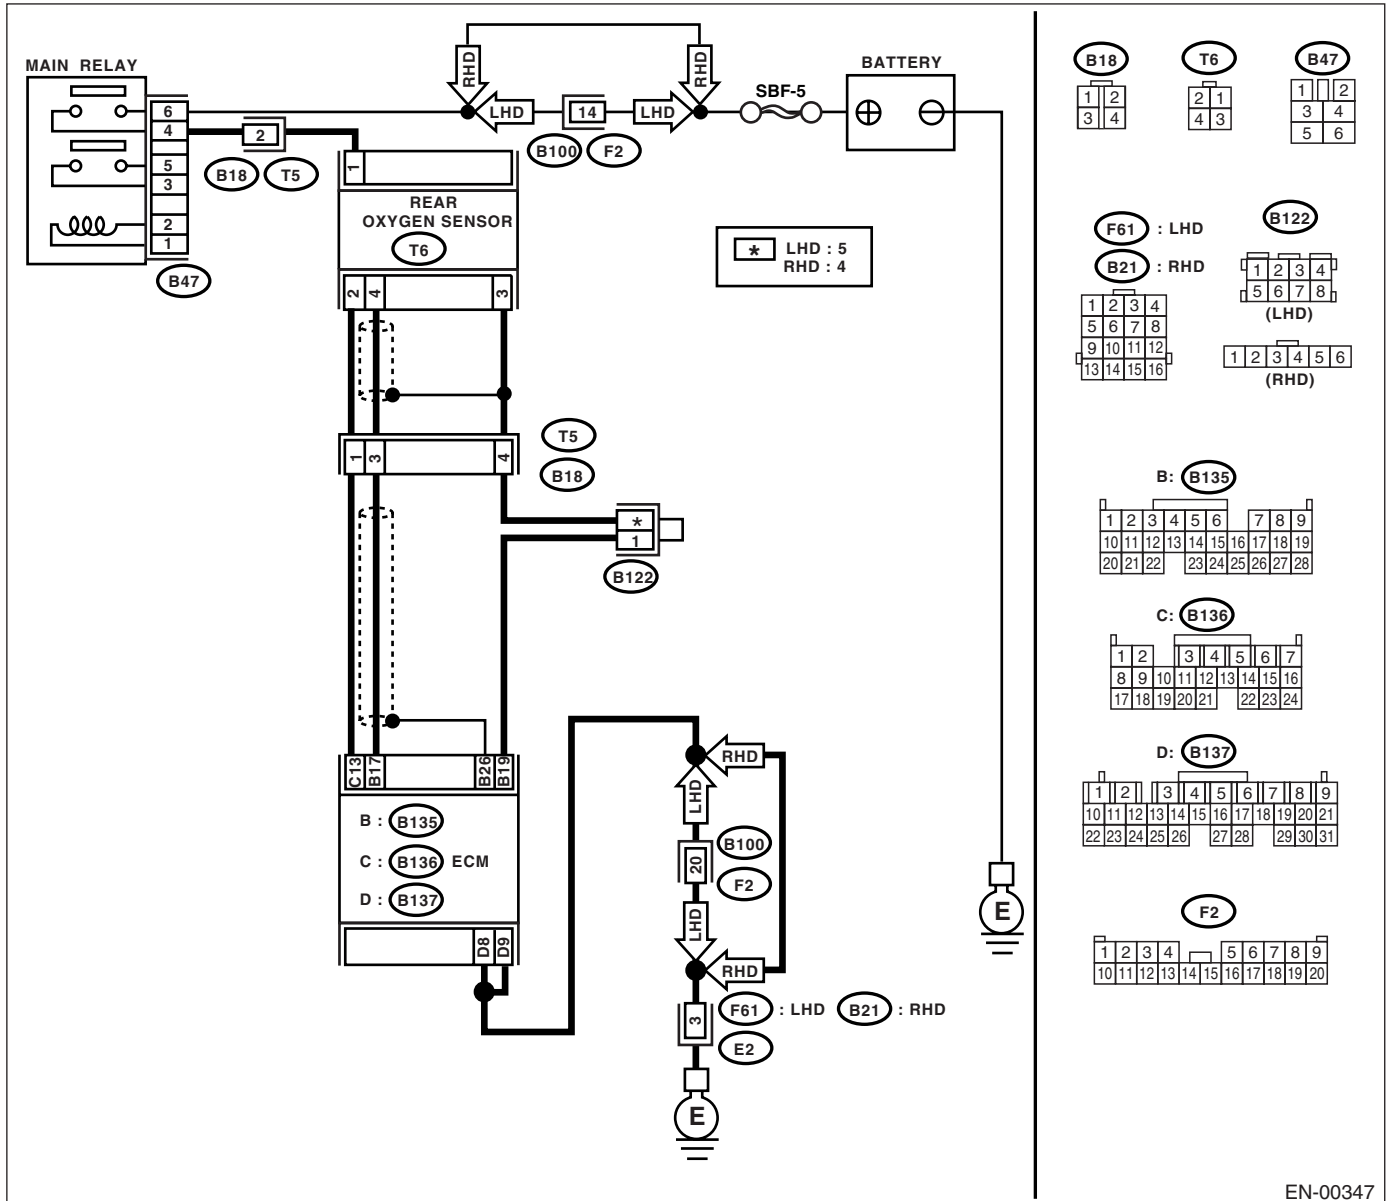 MAIN RELAY
6
4
5
3
2
1
B47
2
B18 T5
RHD
LHD
14
LHD
RHD
B100 F2
SBF-5
BATTERY
1
REAR
OXYGEN SENSOR
T6
2 4 3
* LHD : 5
RHD : 4
1 3 4
T5
B18
*
1
B122
C13 B17 B26 B19
B : B135
C : B136 ECM
D : B137
D8 D9
RHD
LHD
20
B100
F2
LHD
RHD
3
F61 : LHD B21 : RHD
E2
E
E
B18
1 2
3 4
T6
2 1
4 3
B47
1 2
3 4
5 6
F61 : LHD
B21 : RHD
1 2 3 4
5 6 7 8
9 10 11 12
13 14 15 16
B122
1 2 3 4
5 6 7 8
(LHD)
1 2 3 4 5 6
(RHD)
B: B135
1 2 3 4 5 6 7 8 9
10 11 12 13 14 15 16 17 18 19
20 21 22 23 24 25 26 27 28
C: B136
1 2 3 4 5 6 7
8 9 10 11 12 13 14 15 16
17 18 19 20 21 22 23 24
D: B137
1 2 3 4 5 6 7 8 9
10 11 12 13 14 15 16 17 18 19 20 21
22 23 24 25 26 27 28 29 30 31
F2
1 2 3 4 5 6 7 8 9
10 11 12 13 14 15 16 17 18 19 20
EN-00347